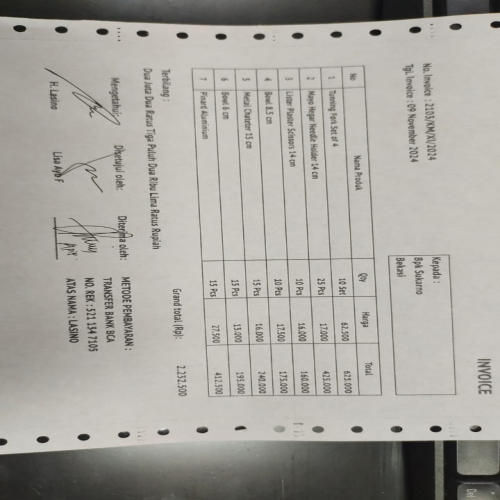 INVOICE
No. Invoice : 2103/KM/XI/2024
Tgl. Invoice : 09 November 2024
Kepada :
Bpk Sukarno
Bekasi
No Nama Produk Qty Harga Total
1 Tunning Fork Set of 4 10 Set 62.500 625.000
2 Mayo Hegar Needle Holder 14 cm 25 Pcs 17.000 425.000
3 Lister Plaster Scissors 14 cm 10 Pcs 16.000 160.000
4 Bowl 8.5 cm 10 Pcs 17.500 175.000
5 Metal Chateter 15 cm 15 Pcs 16.000 240.000
6 Bowl 6 cm 15 Pcs 13.000 195.000
7 Pinard Aluminium 15 Pcs 27.500 412.500
Grand total (Rp): 2.232.500
Terbilang :
Dua Juta Dua Ratus Tiga Puluh Dua Ribu Lima Ratus Rupiah
Mengetahui: Disetujui oleh: Diterima oleh:
H. Lasino Lisa Ayu F
METODE PEMBAYARAN :
TRANSFER BANK BCA
NO. REK : 521 154 7105
ATAS NAMA : LASINO
Del